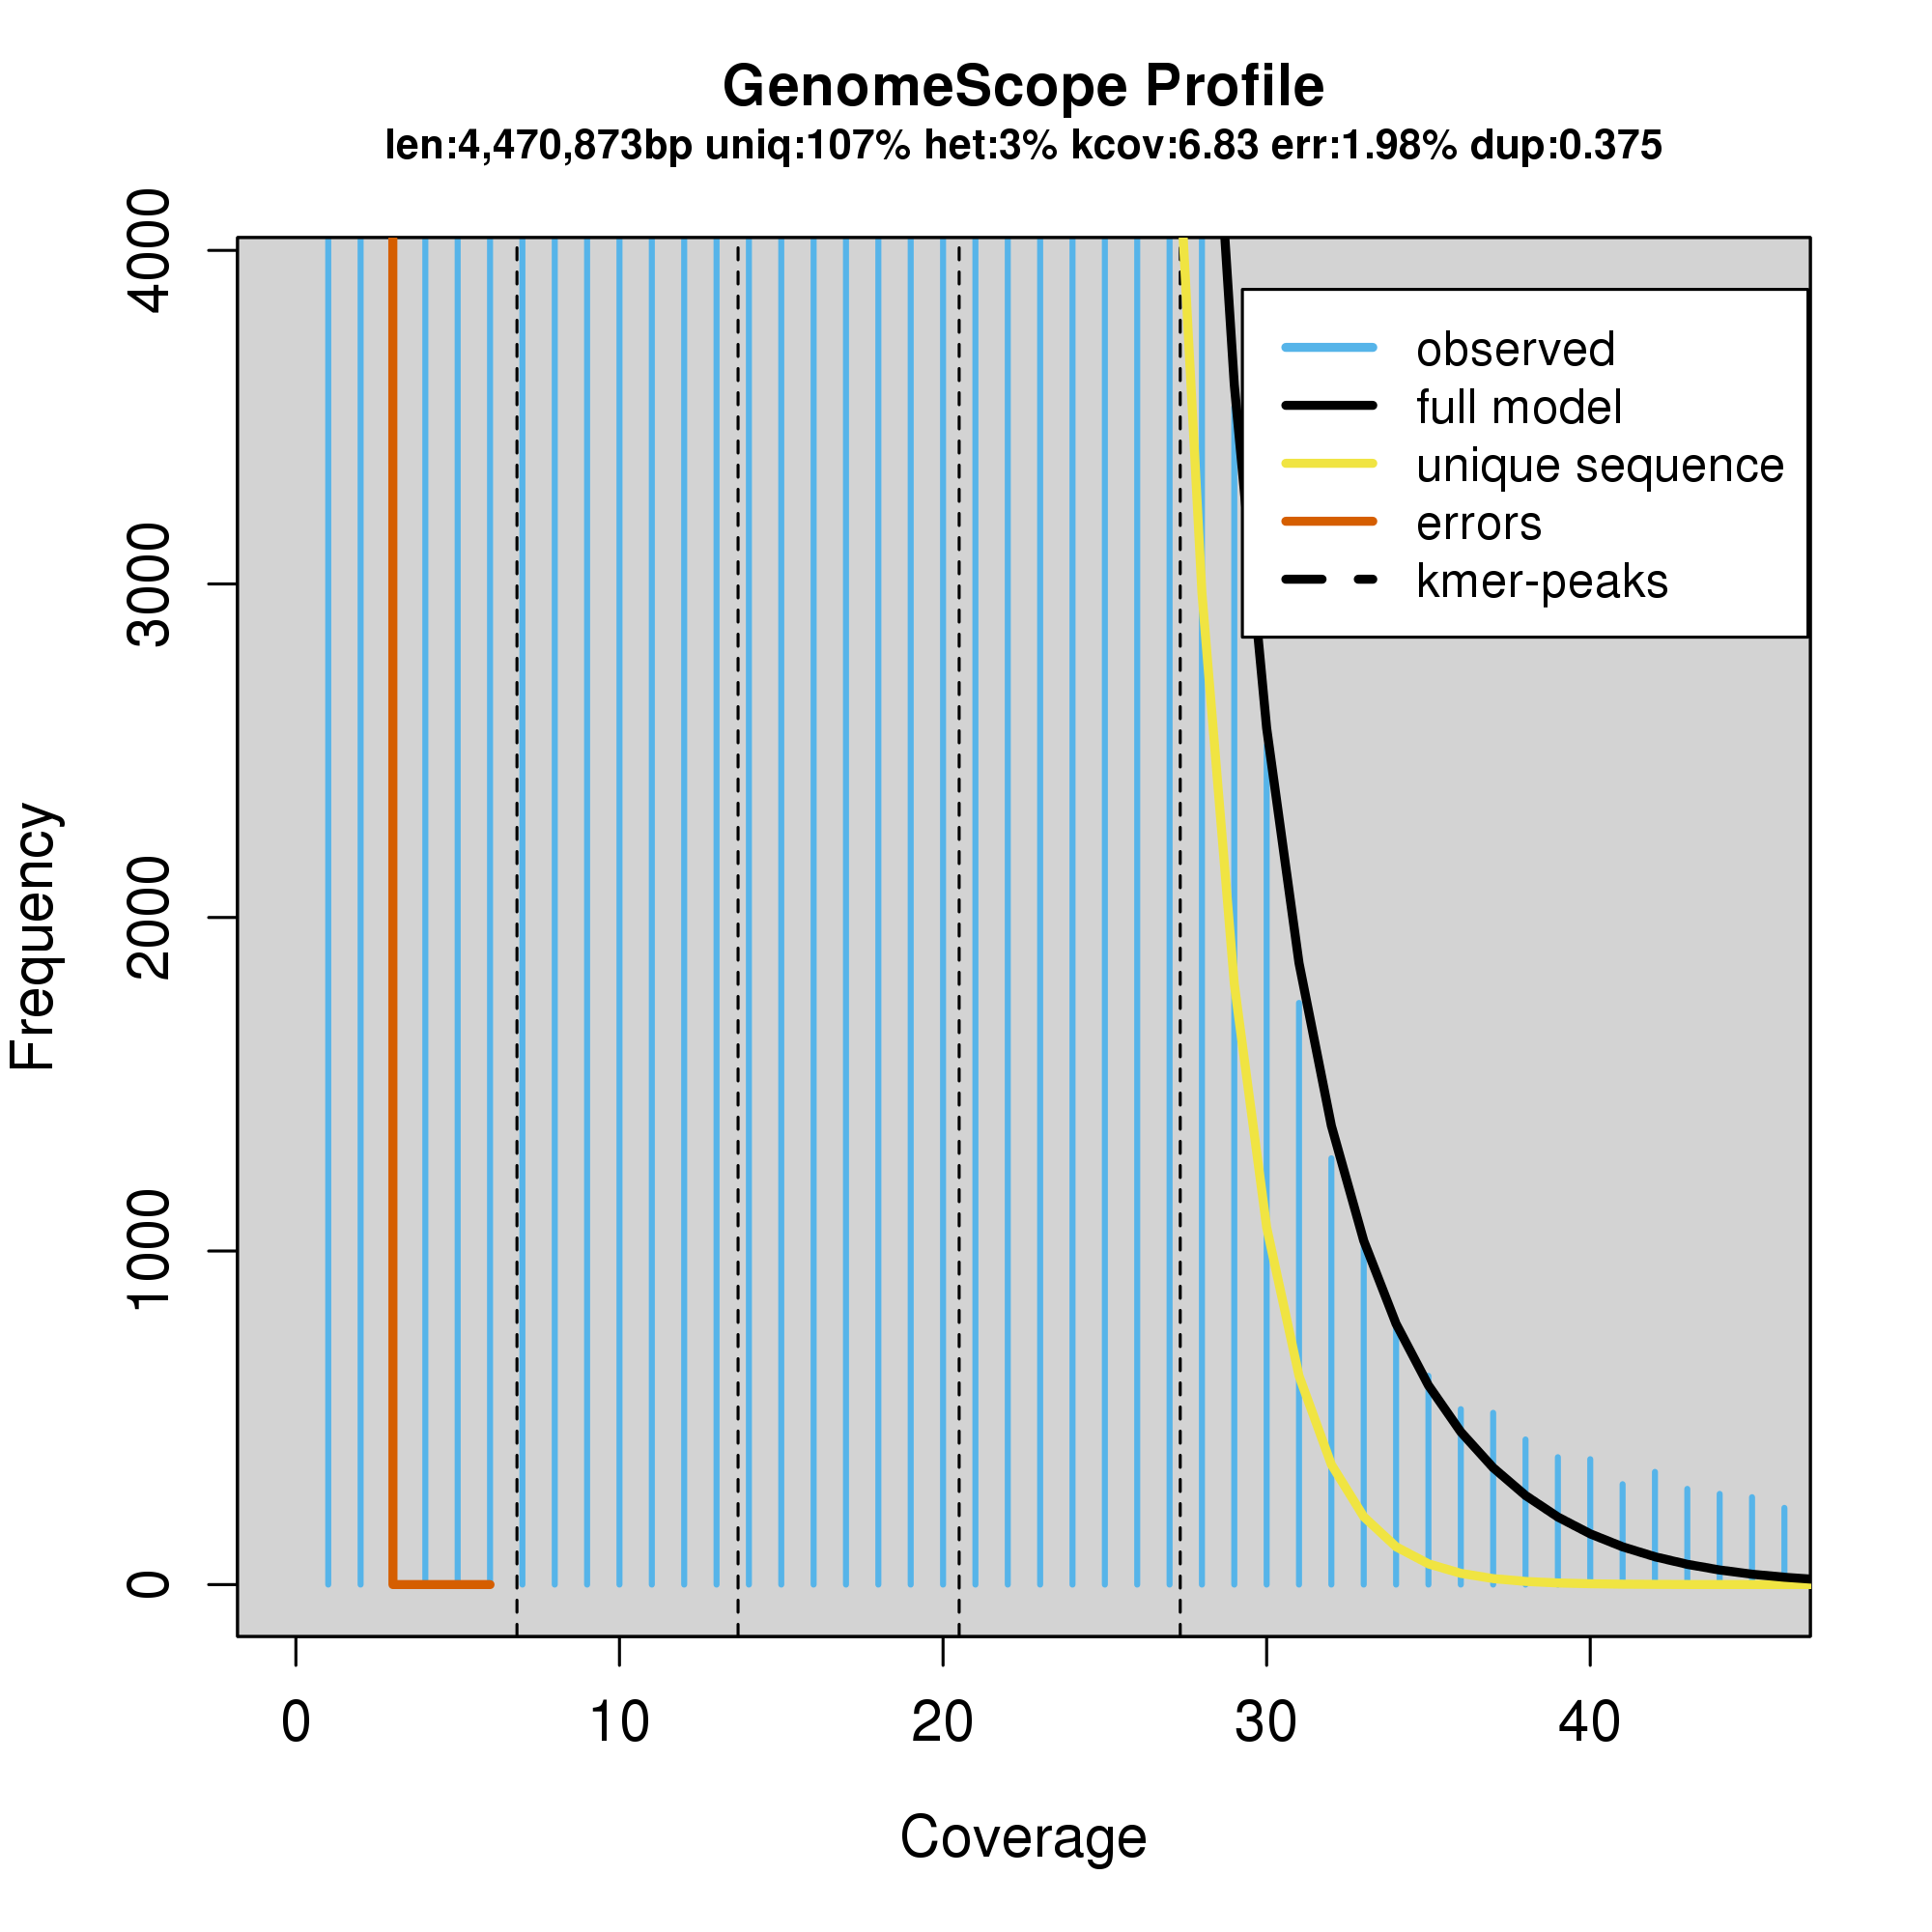 GenomeScope Profile
len:4,470,873bp uniq:107% het:3% kcov:6.83 err:1.98% dup:0.375
Frequency
4000
3000
2000
1000
0
observed
full model
unique sequence
errors
kmer-peaks
0 10 20 30 40
Coverage